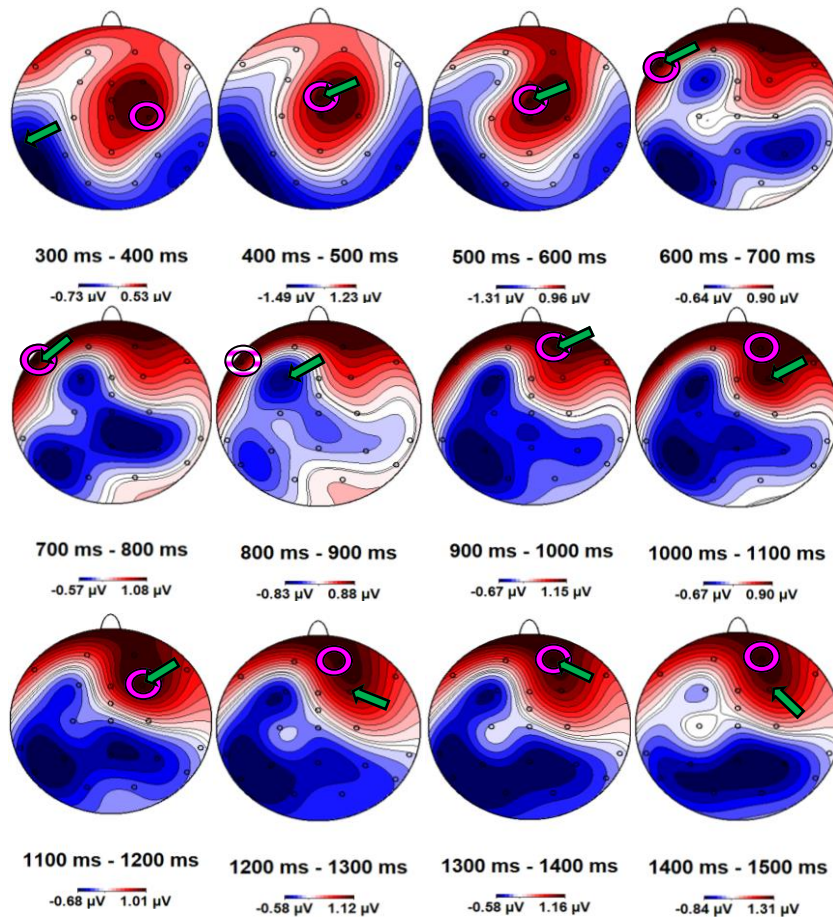 300 ms - 400 ms
400 ms - 500 ms
500 ms - 600 ms
600 ms - 700 ms
-0.73 µV 0.53 µV
-1.49 µV 1.23 µV
-1.31 µV 0.96 µV
-0.64 µV 0.90 µV
700 ms - 800 ms
800 ms - 900 ms
900 ms - 1000 ms
1000 ms - 1100 ms
-0.57 µV 1.08 µV
-0.83 µV 0.88 µV
-0.67 µV 1.15 µV
-0.67 µV 0.90 µV
1100 ms - 1200 ms
1200 ms - 1300 ms
1300 ms - 1400 ms
1400 ms - 1500 ms
-0.68 µV 1.01 µV
-0.58 µV 1.12 µV
-0.58 µV 1.16 µV
-0.84 µV 1.31 µV